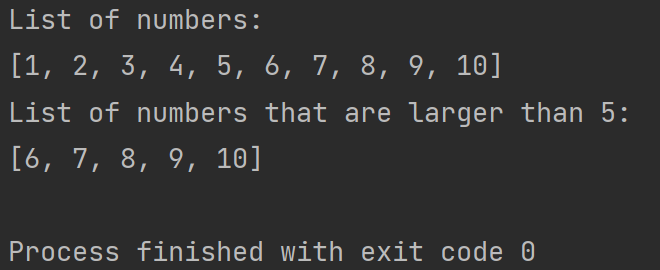 List of numbers:
[1, 2, 3, 4, 5, 6, 7, 8, 9, 10]
List of numbers that are larger than 5:
[6, 7, 8, 9, 10]
Process finished with exit code 0